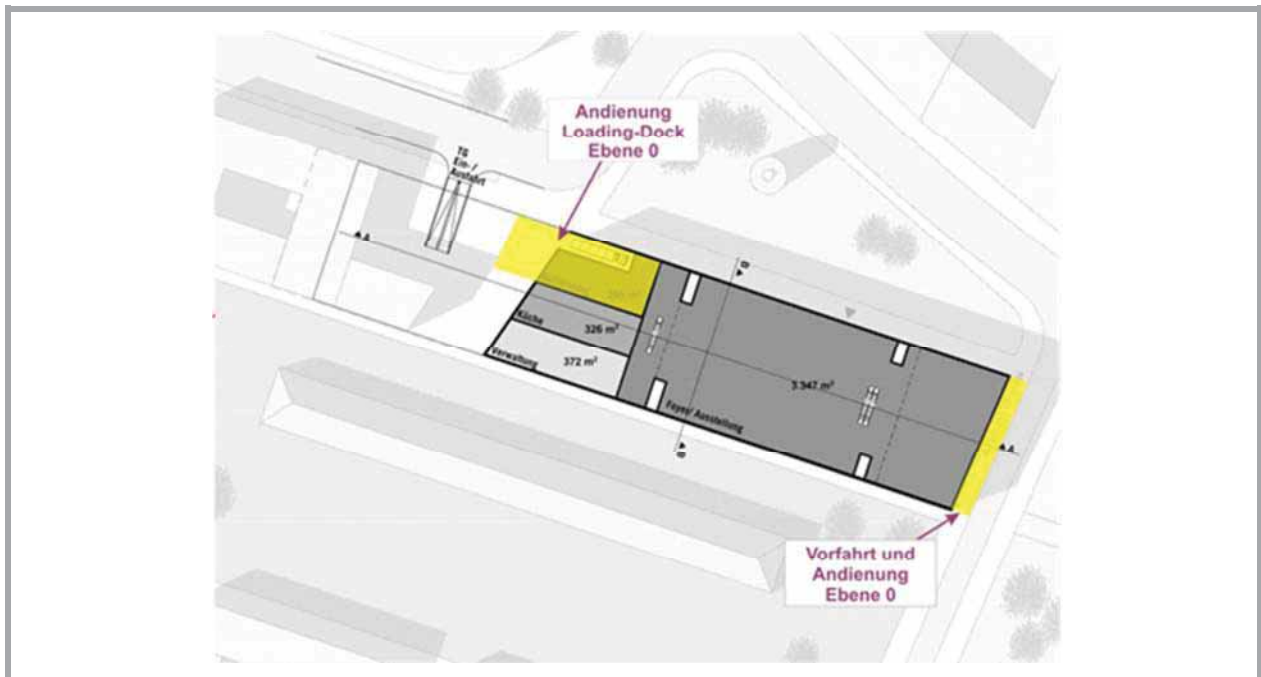 Andienung
Loading-Dock
Ebene 0
TG
Ein- /
Ausfahrt
A
B
Küche
326 m²
Verwaltung
372 m²
3.947 m²
Foyer/ Ausstellung
A
B
Vorfahrt und
Andienung
Ebene 0